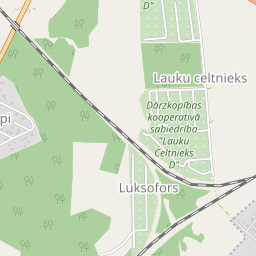 D"
Lauku celtnieks
Dārzkopības
kooperatīvā
sabiedrība
"Lauku
Celtnieks
D"
pi
Luksofors